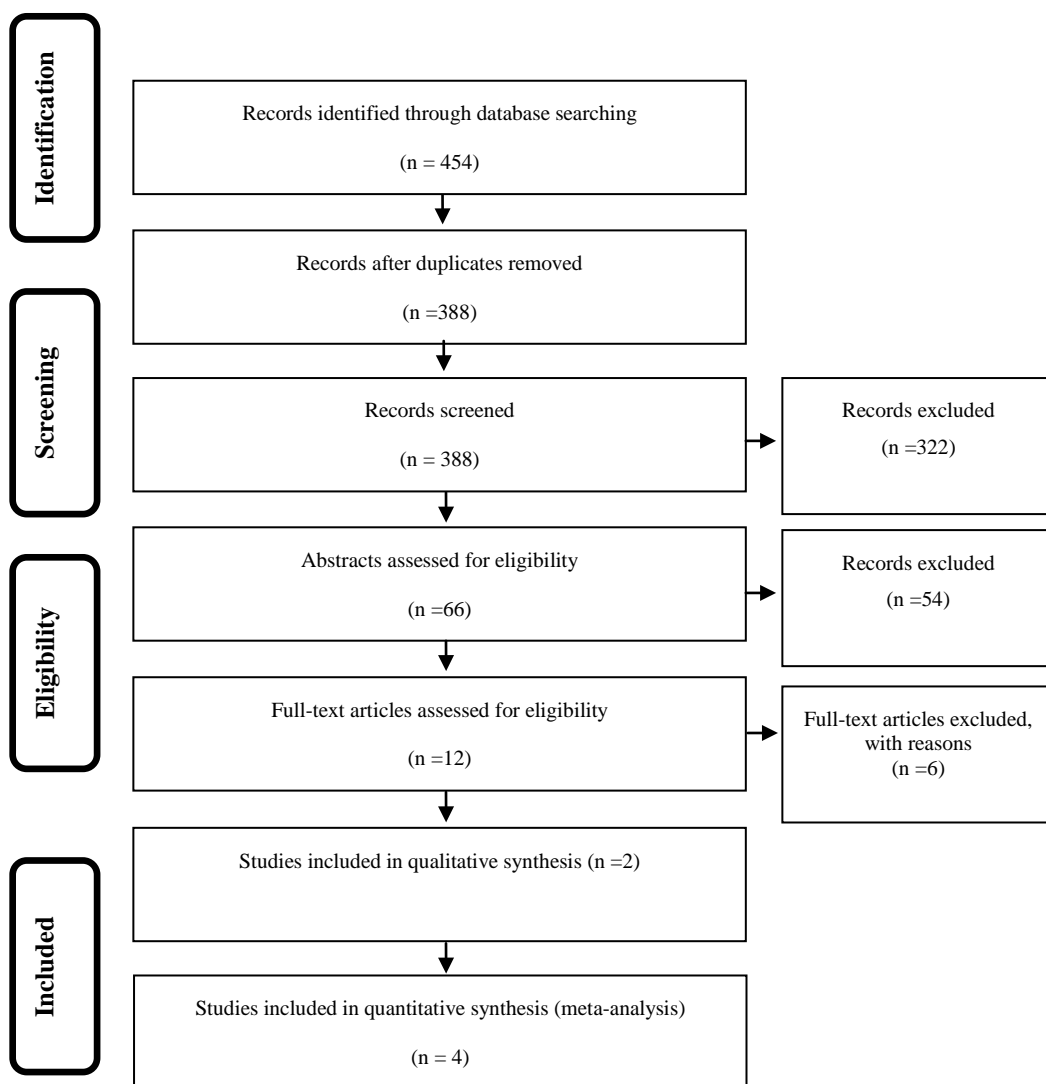 Identification
Records identified through database searching
(n = 454)
Records after duplicates removed
(n =388)
Screening
Records screened
(n = 388)
Records excluded
(n =322)
Eligibility
Abstracts assessed for eligibility
(n =66)
Records excluded
(n =54)
Full-text articles assessed for eligibility
(n =12)
Full-text articles excluded,
with reasons
(n =6)
Included
Studies included in qualitative synthesis (n =2)
Studies included in quantitative synthesis (meta-analysis)
(n = 4)